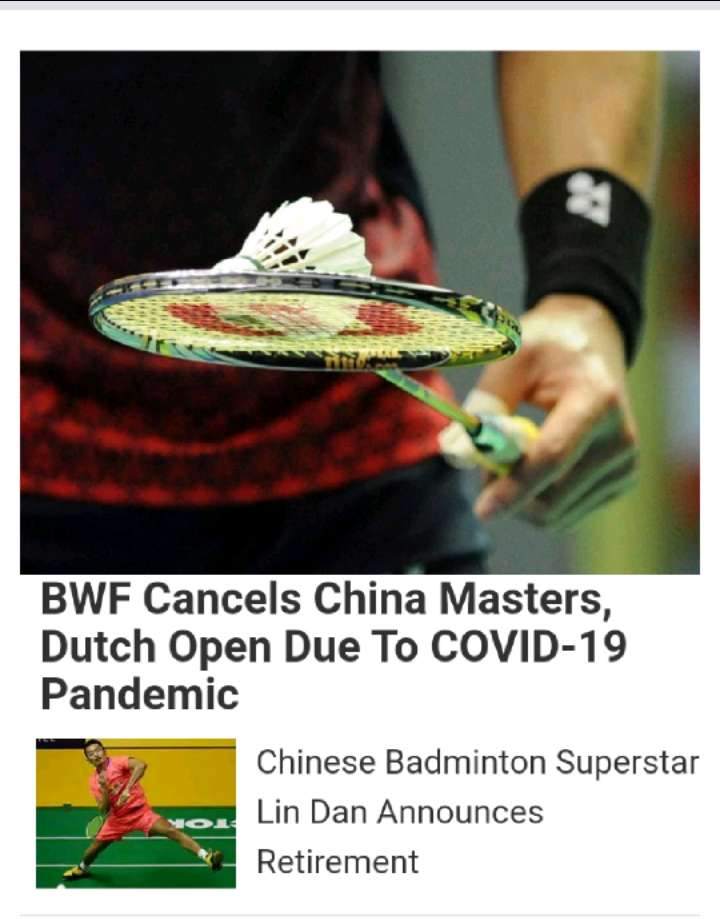 BWF Cancels China Masters,
Dutch Open Due To COVID-19
Pandemic
Chinese Badminton Superstar
Lin Dan Announces
Retirement